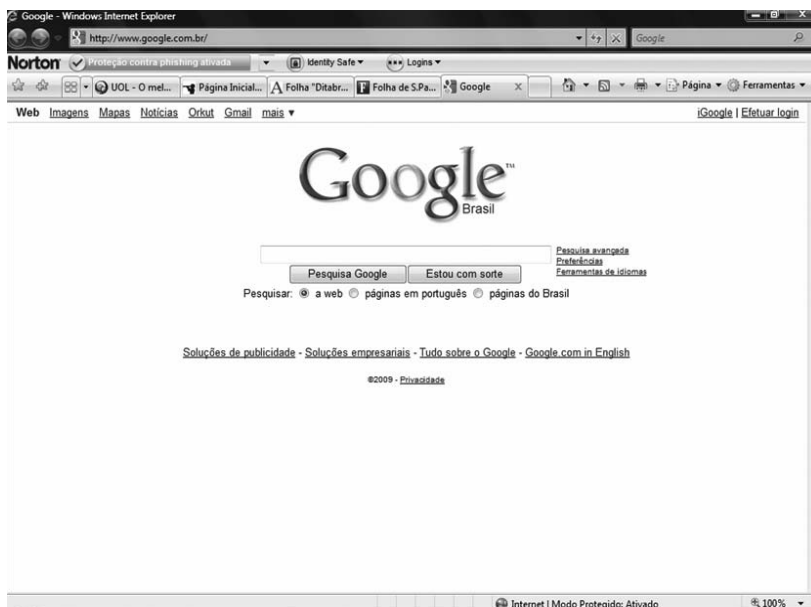 Google - Windows Internet Explorer
http://www.google.com.br/ Google
Norton Proteção contra phishing ativada Identity Safe Logins
UOL - O mel... Página Inicial... Folha "Ditabr... Folha de S.Pa... Google Página Ferramentas
Web Imagens Mapas Notícias Orkut Gmail mais iGoogle | Efetuar login
Google™
Brasil
Pesquisa avançada
Preferências
Ferramentas de idiomas
Pesquisa Google Estou com sorte
Pesquisar: a web páginas em português páginas do Brasil
Soluções de publicidade - Soluções empresariais - Tudo sobre o Google - Google.com in English
©2009 - Privacidade
Internet | Modo Protegido: Ativado 100%